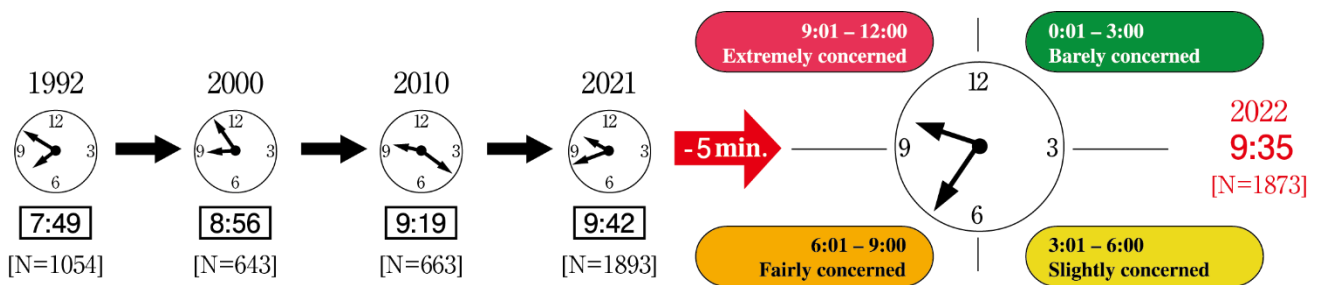 1992
12
9
3
6
7:49
[N=1054]
2000
12
9
3
6
8:56
[N=643]
2010
12
9
3
6
9:19
[N=663]
2021
12
9
3
6
9:42
[N=1893]
-5 min.
9:01 – 12:00
Extremely concerned
0:01 – 3:00
Barely concerned
12
9
3
6
6:01 – 9:00
Fairly concerned
3:01 – 6:00
Slightly concerned
2022
9:35
[N=1873]